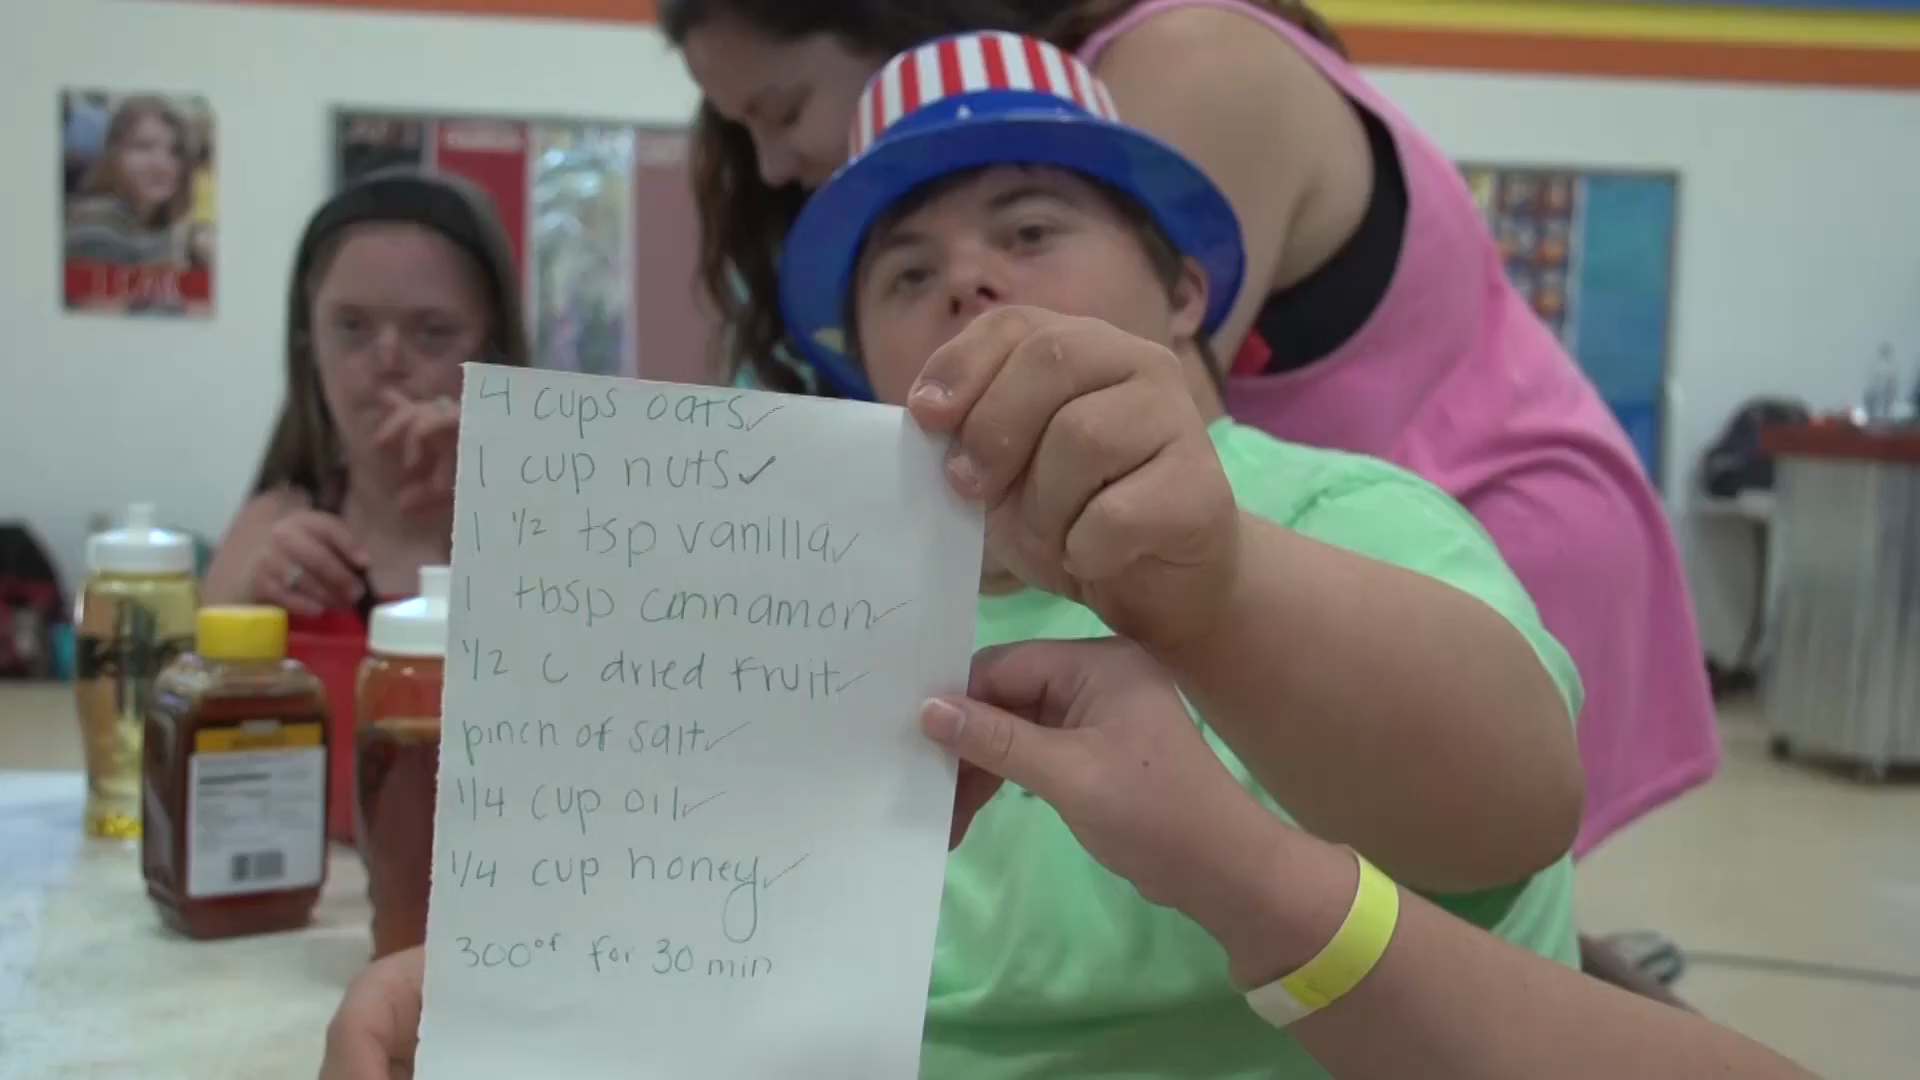 4 cups oats✓
1 cup nuts✓
1 1/2 tsp vanilla✓
1 tbsp cinnamon✓
1/2 c dried fruit✓
pinch of salt✓
1/4 cup oil✓
1/4 cup honey✓
300°f for 30 min